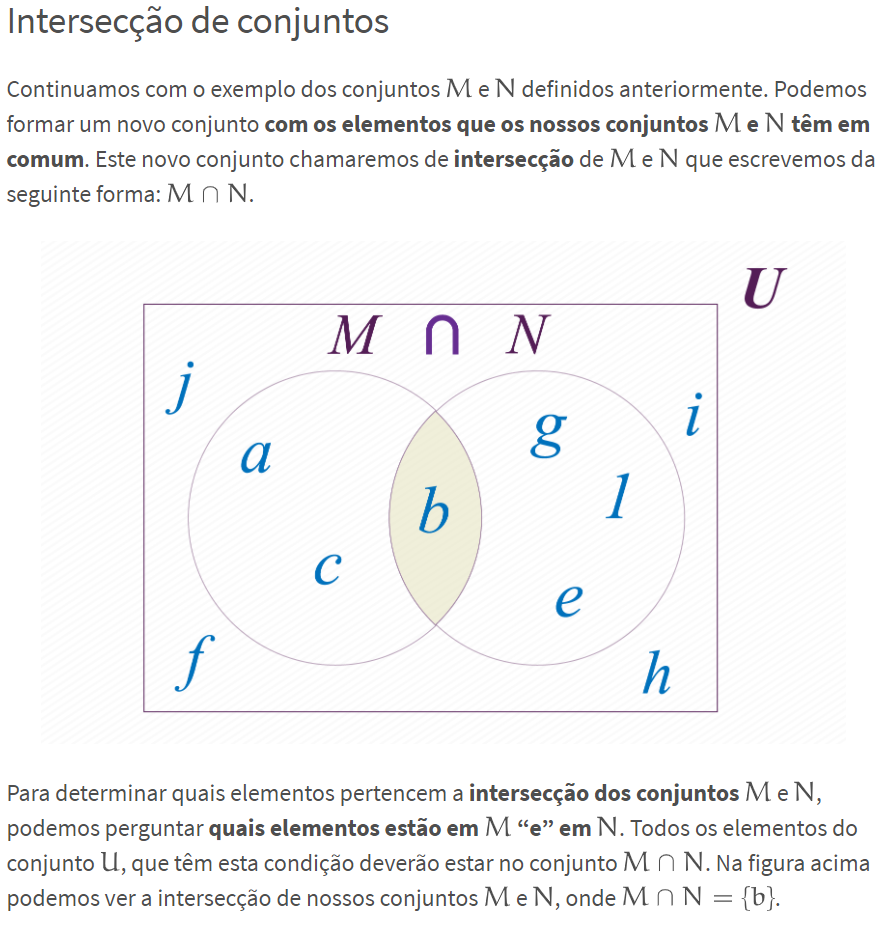 Intersecção de conjuntos
Continuamos com o exemplo dos conjuntos M e N definidos anteriormente. Podemos
formar um novo conjunto com os elementos que os nossos conjuntos M e N têm em
comum. Este novo conjunto chamaremos de intersecção de M e N que escrevemos da
seguinte forma: M ∩ N.
U
M ∩ N
j
i
g
a
l
b
c
e
f
h
Para determinar quais elementos pertencem a intersecção dos conjuntos M e N,
podemos perguntar quais elementos estão em M “e” em N. Todos os elementos do
conjunto U, que têm esta condição deverão estar no conjunto M ∩ N. Na figura acima
podemos ver a intersecção de nossos conjuntos M e N, onde M ∩ N = {b}.